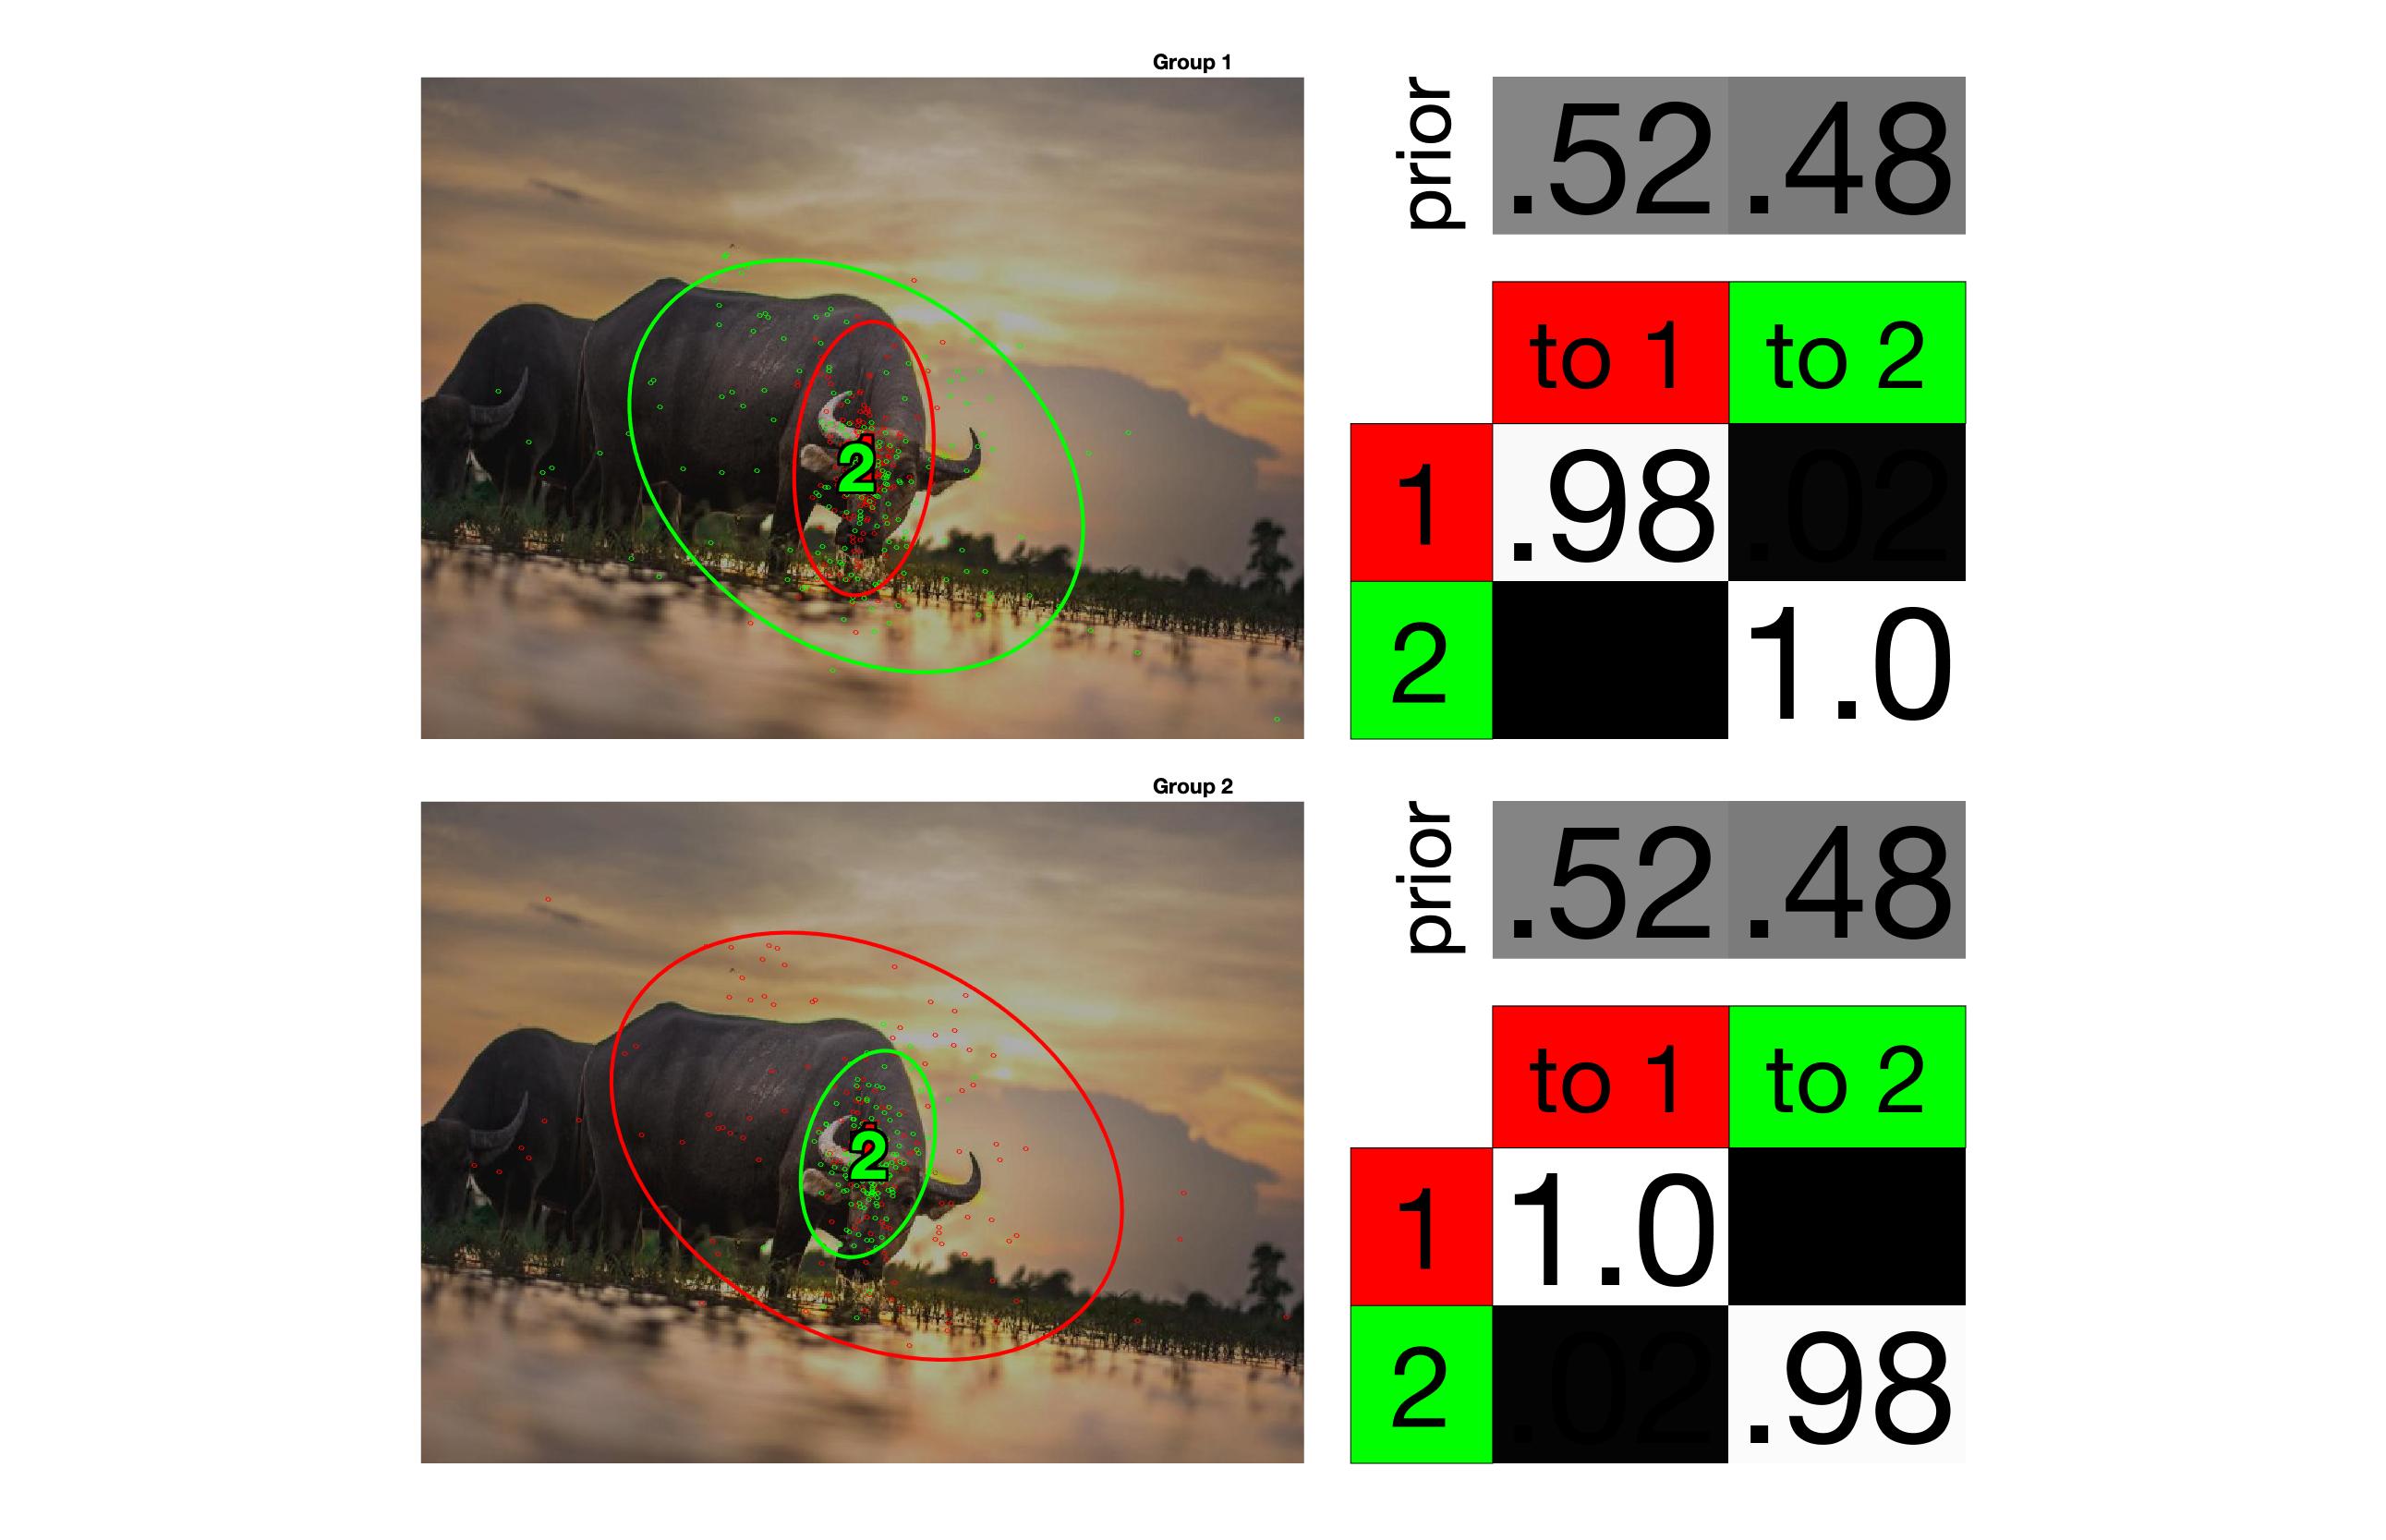 Group 1
2
prior
.52 .48
to 1 to 2
1 .98 .02
2 1.0
Group 2
2
prior
.52 .48
to 1 to 2
1 1.0
2 .02 .98